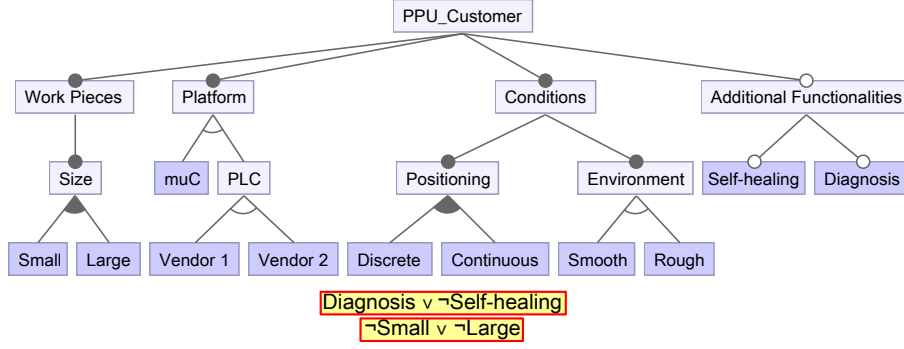 PPU_Customer
Work Pieces Platform Conditions Additional Functionalities
Size muC PLC Positioning Environment Self-healing Diagnosis
Small Large Vendor 1 Vendor 2 Discrete Continuous Smooth Rough
Diagnosis ∨ ¬Self-healing
¬Small ∨ ¬Large